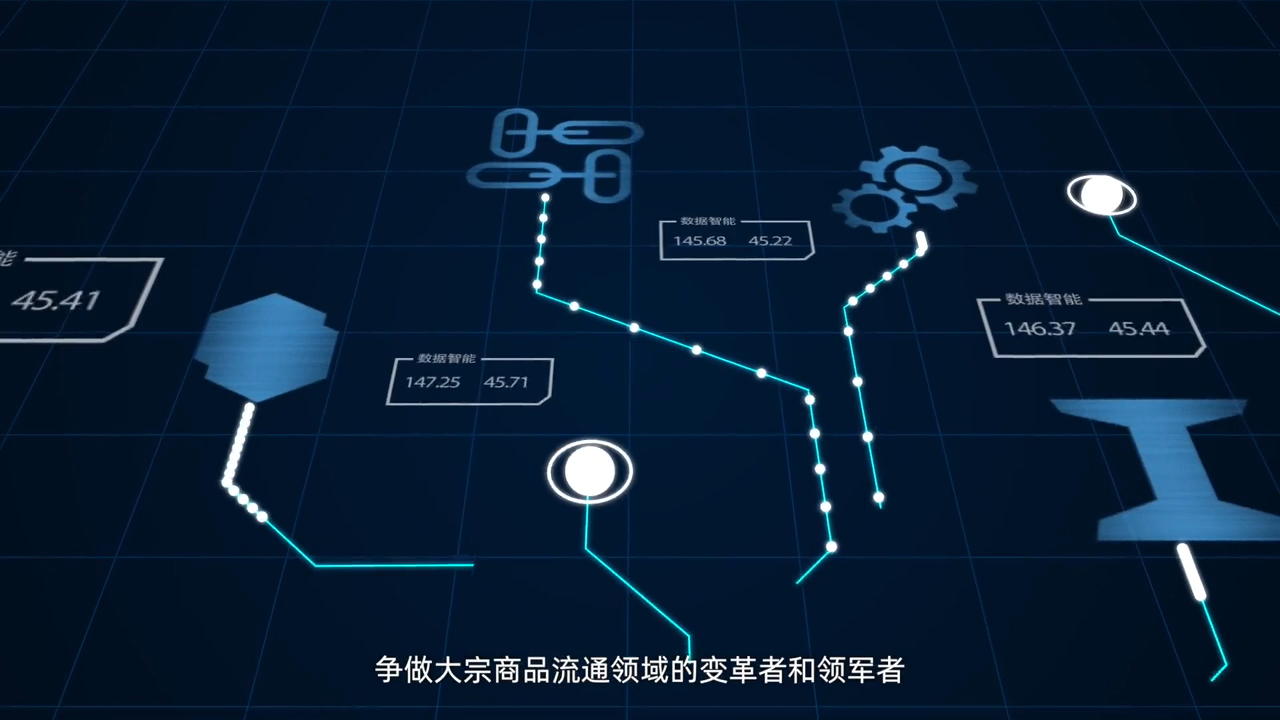 数据智能
145.68 45.22
能
45.41
数据智能
146.37 45.44
数据智能
147.25 45.71
争做大宗商品流通领域的变革者和领军者